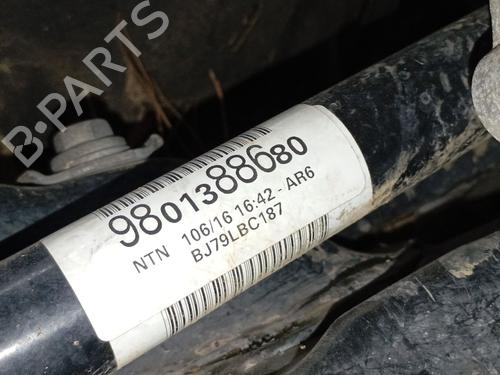 B-PARTS
9801388680
NTN 106/16 16:42 - AR6
BJ79LBC187